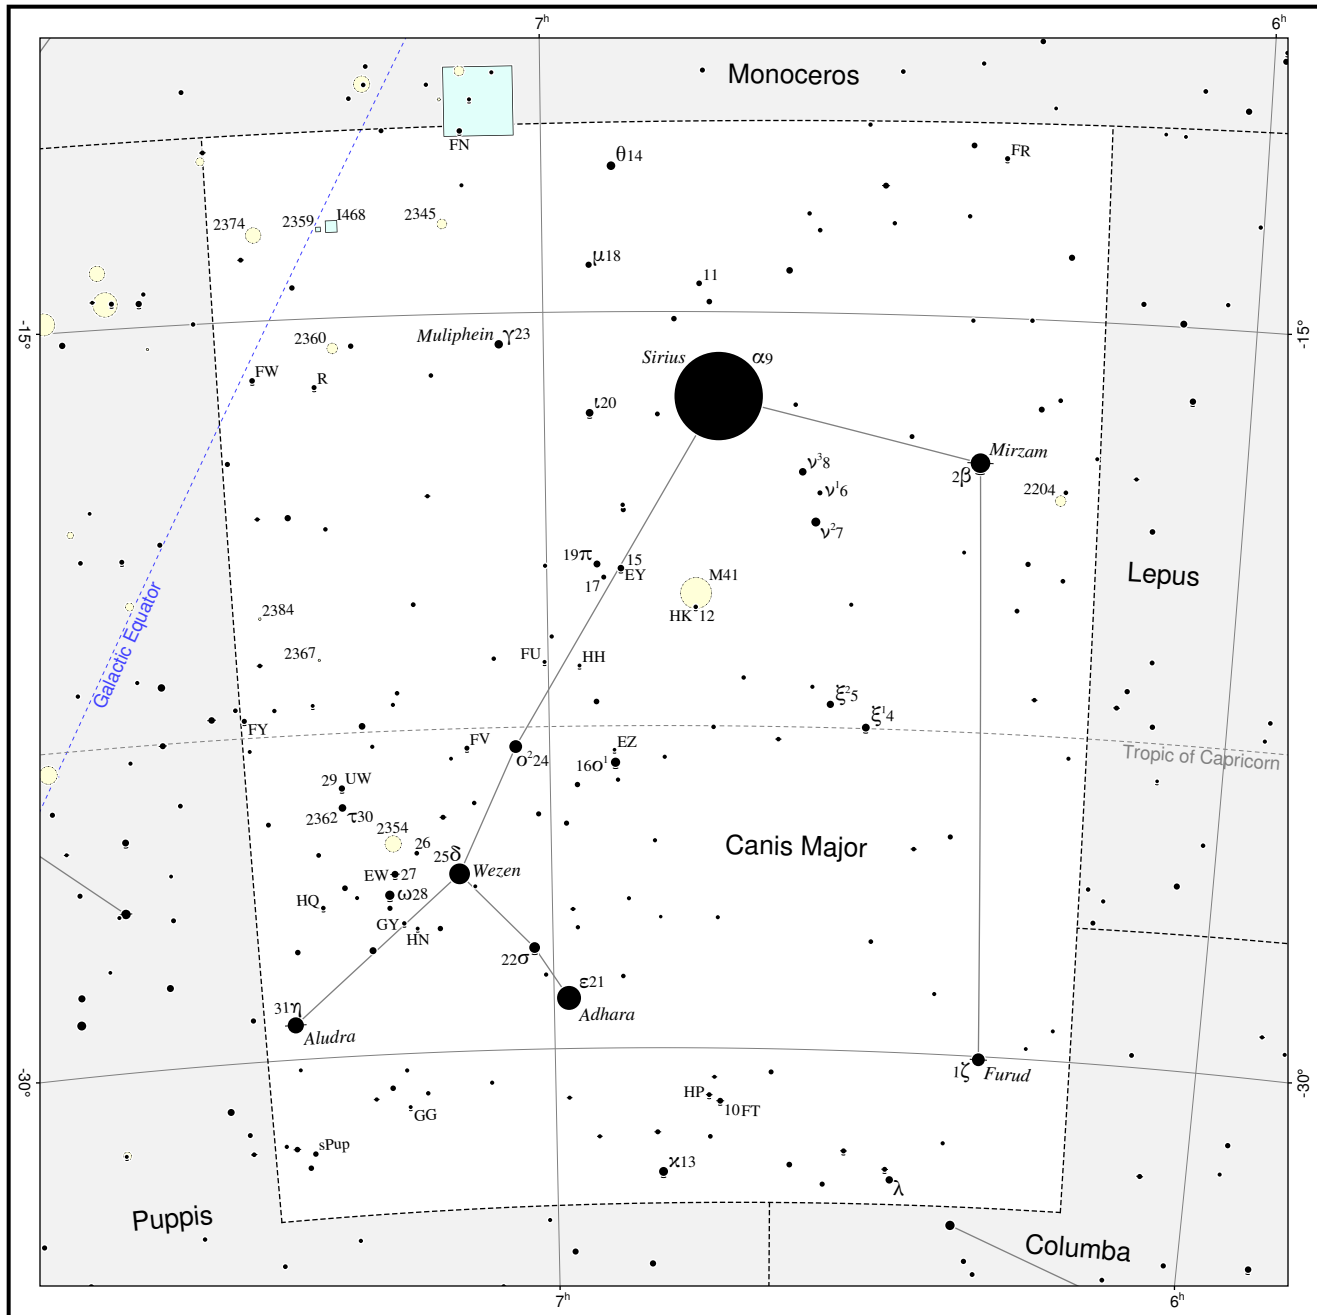 7h 6h
Monoceros
FN
θ14
FR
2374 2359 I468 2345
μ18
11
-15° -15°
Muliphein γ23
2360
Sirius α9
FW R
ι20
Mirzam
2β
ν³8
ν¹6
2204
ν²7
19π 15
EY
17
M41
HK 12
Lepus
2384
Galactic Equator
2367 FU HH
ξ²5
ξ¹4
FY
FV
ο²24
EZ
16ο¹
Tropic of Capricorn
29 UW
2362 τ30
2354
26
25δ
Canis Major
Wezen
EW 27
ω28
HQ
GY
HN
22σ
ε21
31η
Adhara
Aludra
1ζ Furud
-30° -30°
HP
10FT
GG
sPup
κ13
λ
Puppis
Columba
7h 6h